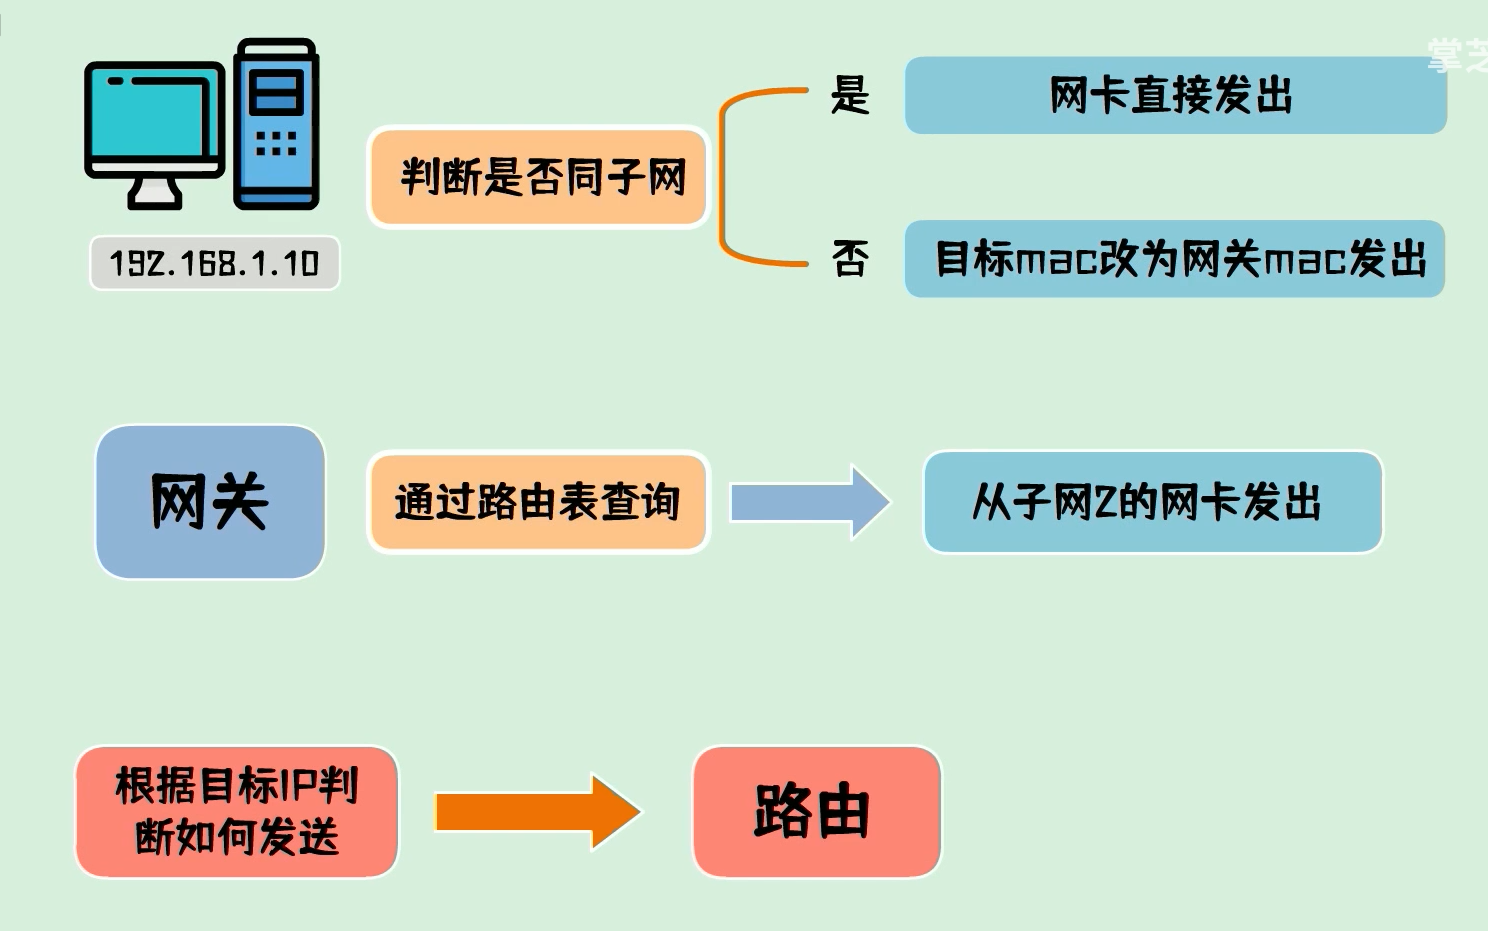 掌芝
是
网卡直接发出
判断是否同子网
否
目标mac改为网关mac发出
192.168.1.10
网关
通过路由表查询
从子网2的网卡发出
根据目标IP判
断如何发送
路由